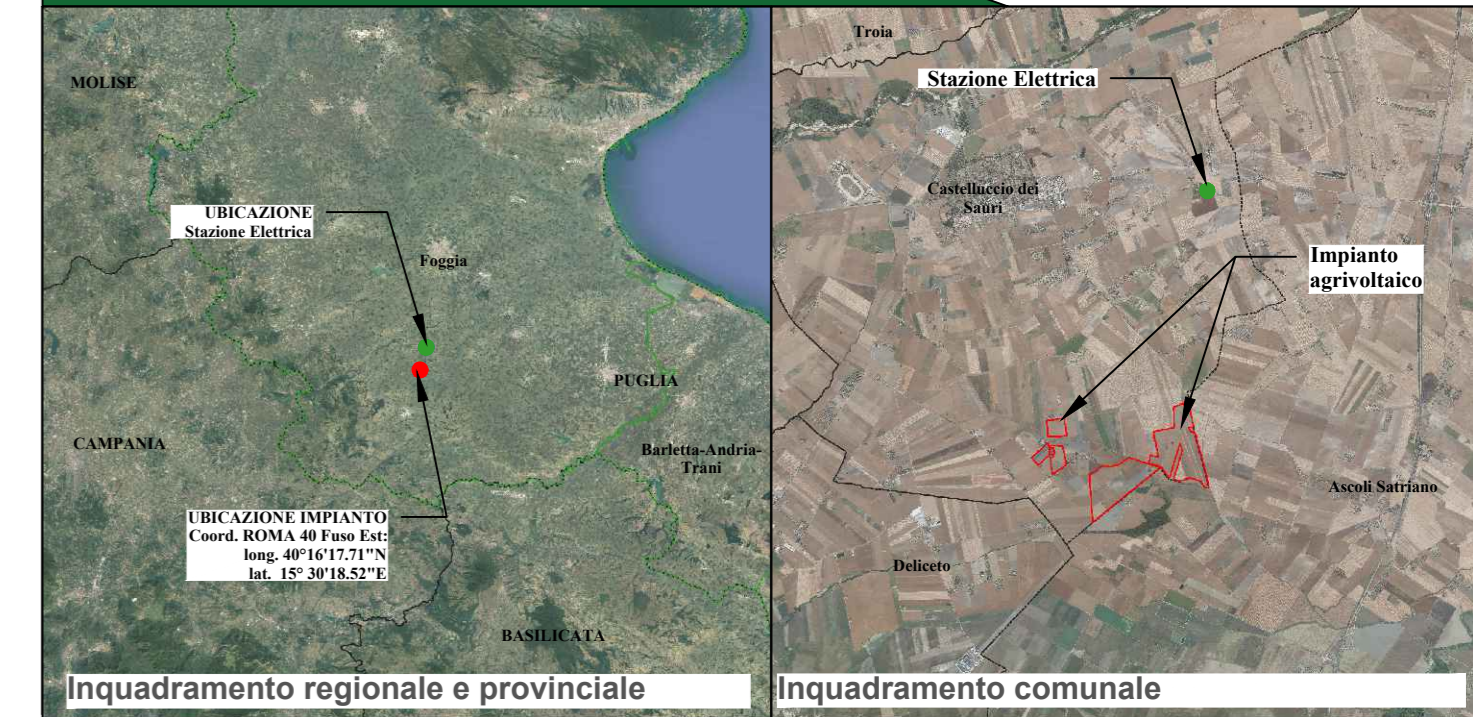 MOLISE
UBICAZIONE
Stazione Elettrica
Foggia
PUGLIA
CAMPANIA
Barletta-Andria-
Trani
UBICAZIONE IMPIANTO
Coord. ROMA 40 Fuso Est:
long. 40°16'17.71"N
lat. 15° 30'18.52"E
BASILICATA
Inquadramento regionale e provinciale
Troia
Stazione Elettrica
Castelluccio dei
Sauri
Impianto
agrivoltaico
Ascoli Satriano
Deliceto
Inquadramento comunale